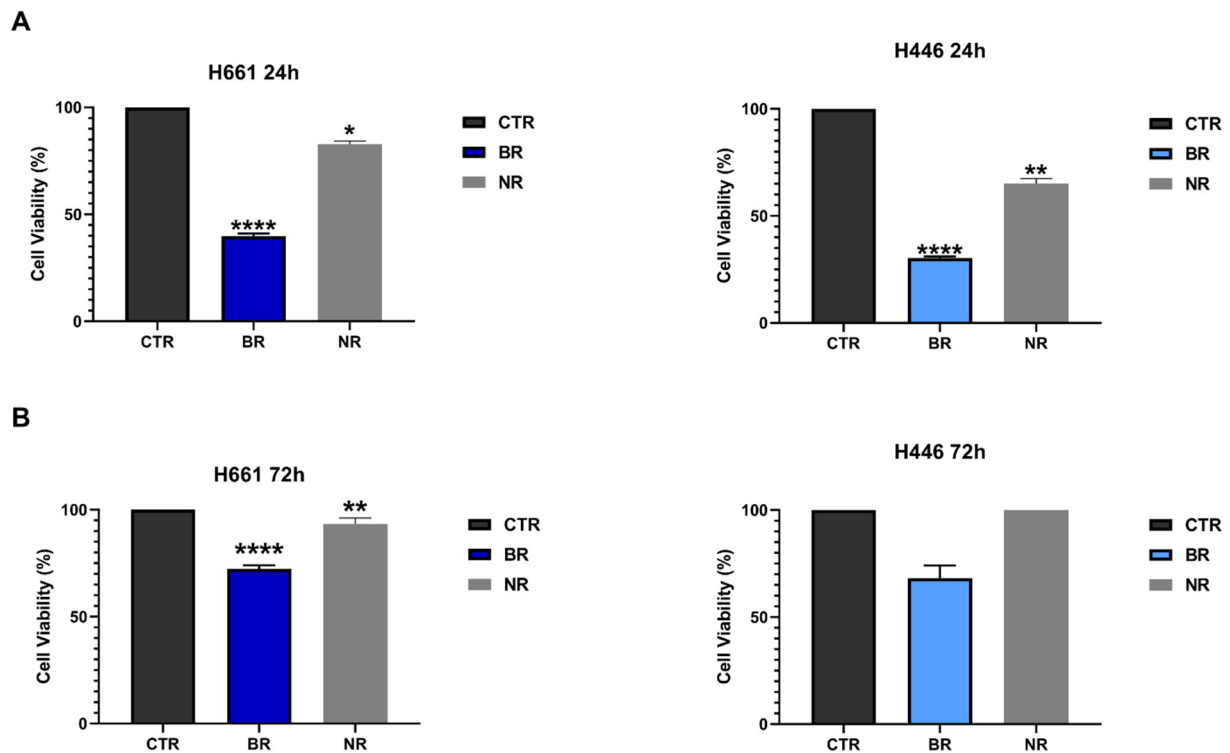 A
H661 24h
Cell Viability (%)
100
50
0
****
*
CTR
BR
NR
CTR
BR
NR
H446 24h
Cell Viability (%)
100
50
0
****
**
CTR
BR
NR
CTR
BR
NR
B
H661 72h
Cell Viability (%)
100
50
0
****
**
CTR
BR
NR
CTR
BR
NR
H446 72h
Cell Viability (%)
100
50
0
CTR
BR
NR
CTR
BR
NR